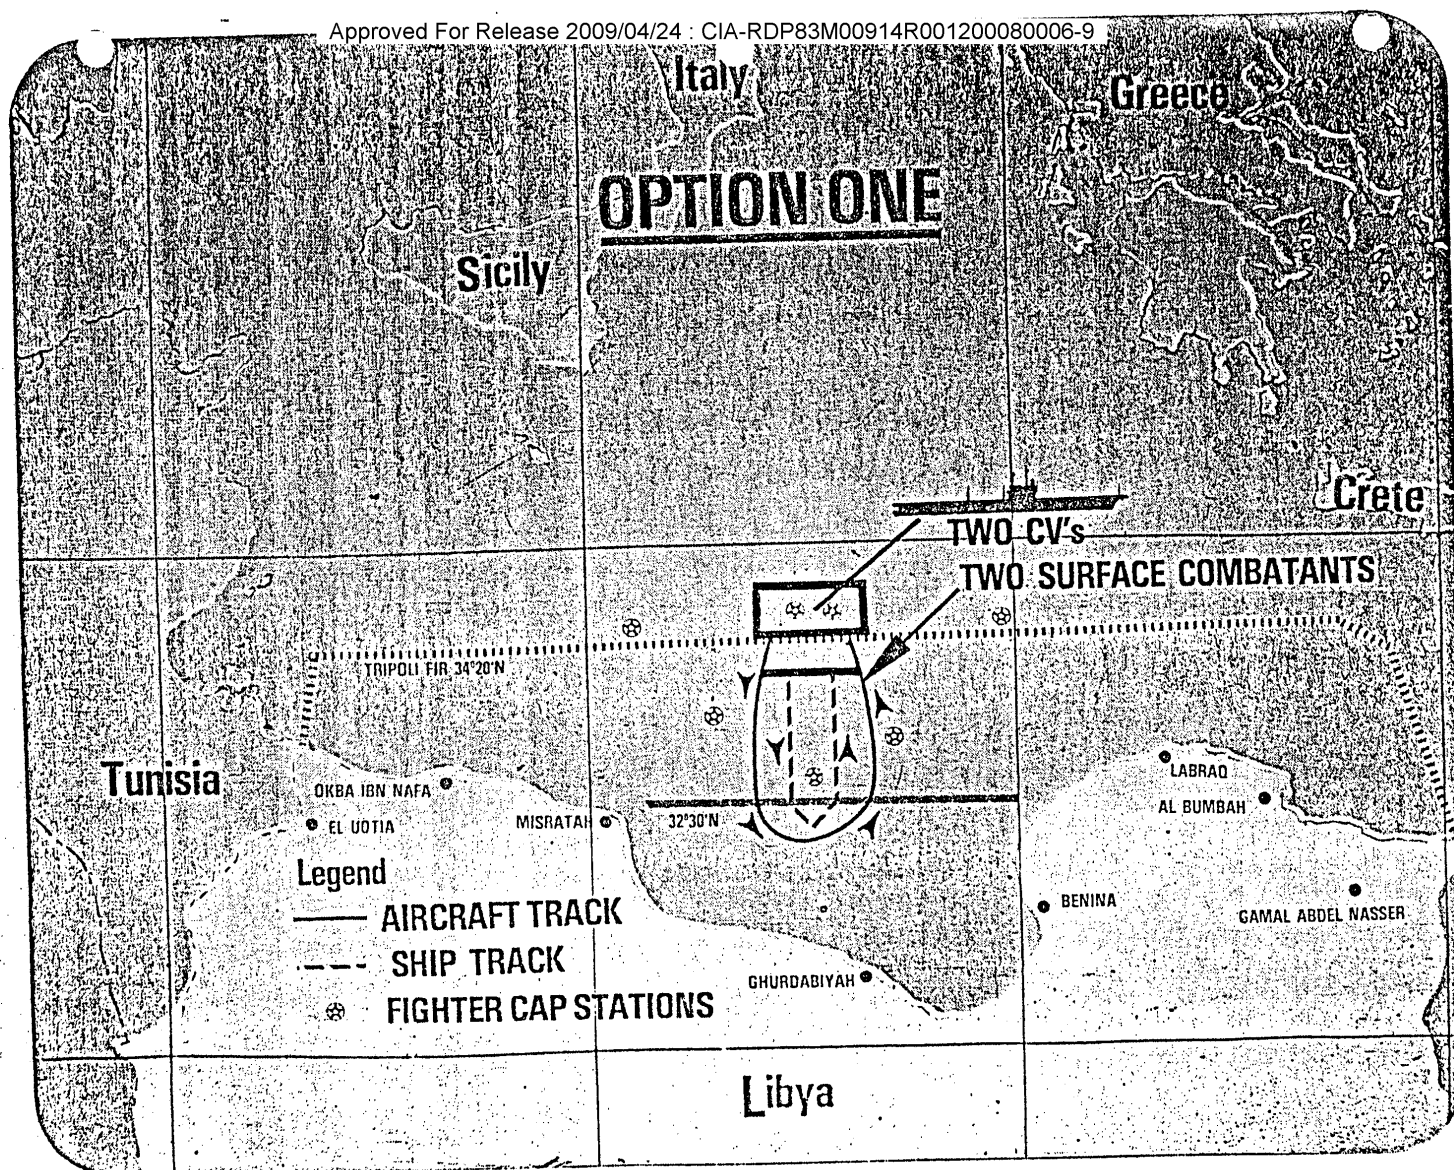 Approved For Release 2009/04/24 : CIA-RDP83M00914R001200080006-9
Italy
Greece
OPTION ONE
Sicily
Crete
TWO CV's
TWO SURFACE COMBATANTS
TRIPOLI FIR 34°20'N
Tunisia
OKBA IBN NAFA
EL UOTIA
MISRATAH
32°30'N
LABRAQ
AL BUMBAH
BENINA
GAMAL ABDEL NASSER
GHURDABIYAH
Legend
AIRCRAFT TRACK
SHIP TRACK
FIGHTER CAP STATIONS
Libya